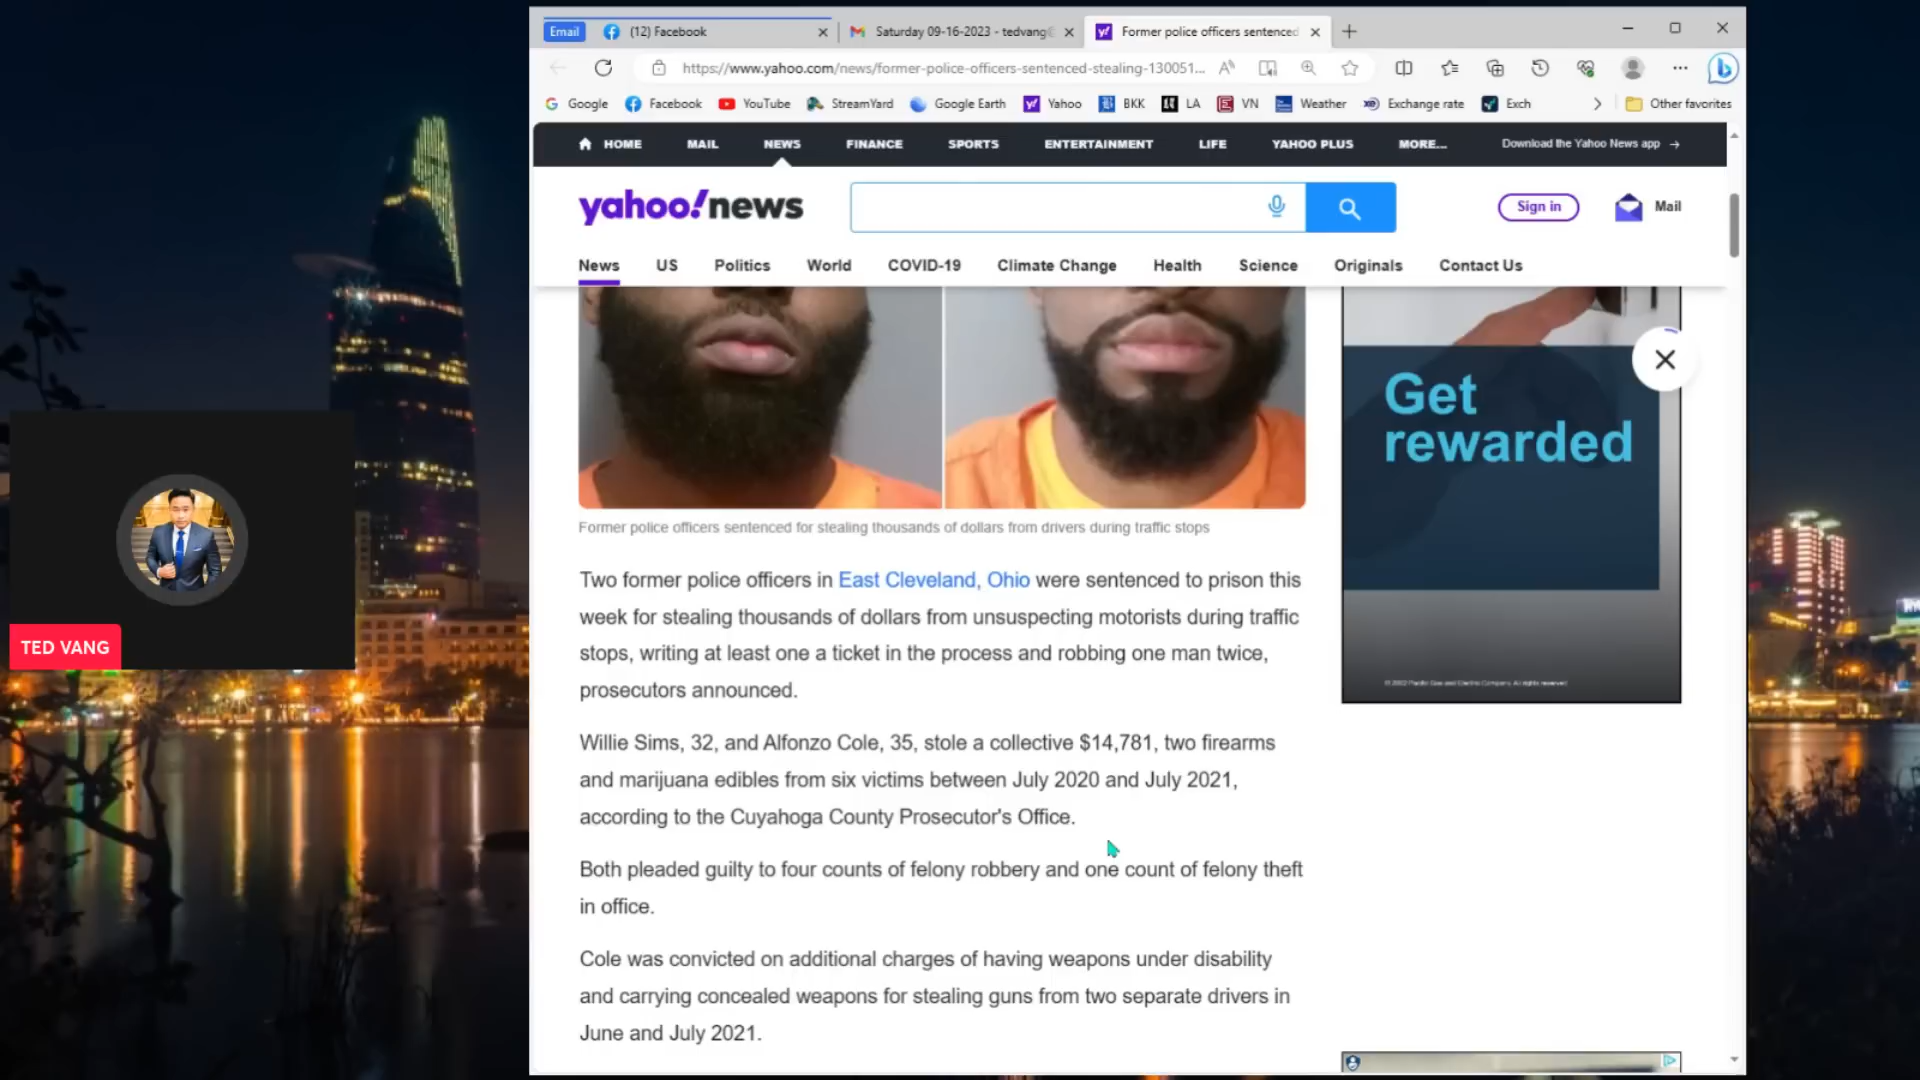 Email
(12) Facebook
Saturday 09-16-2023 - tedvang@
Former police officers sentenced
https://www.yahoo.com/news/former-police-officers-sentenced-stealing-130051...
Google
Facebook
YouTube
StreamYard
Google Earth
Yahoo
BKK
LA
VN
Weather
Exchange rate
Exch
Other favorites
HOME
MAIL
NEWS
FINANCE
SPORTS
ENTERTAINMENT
LIFE
YAHOO PLUS
MORE...
Download the Yahoo News app →
yahoo!news
Sign in
Mail
News
US
Politics
World
COVID-19
Climate Change
Health
Science
Originals
Contact Us
Get
rewarded
© 2022 Pacific Gas and Electric Company. All rights reserved
Former police officers sentenced for stealing thousands of dollars from drivers during traffic stops
Two former police officers in East Cleveland, Ohio were sentenced to prison this
week for stealing thousands of dollars from unsuspecting motorists during traffic
stops, writing at least one a ticket in the process and robbing one man twice,
prosecutors announced.
Willie Sims, 32, and Alfonzo Cole, 35, stole a collective $14,781, two firearms
and marijuana edibles from six victims between July 2020 and July 2021,
according to the Cuyahoga County Prosecutor's Office.
Both pleaded guilty to four counts of felony robbery and one count of felony theft
in office.
Cole was convicted on additional charges of having weapons under disability
and carrying concealed weapons for stealing guns from two separate drivers in
June and July 2021.
TED VANG